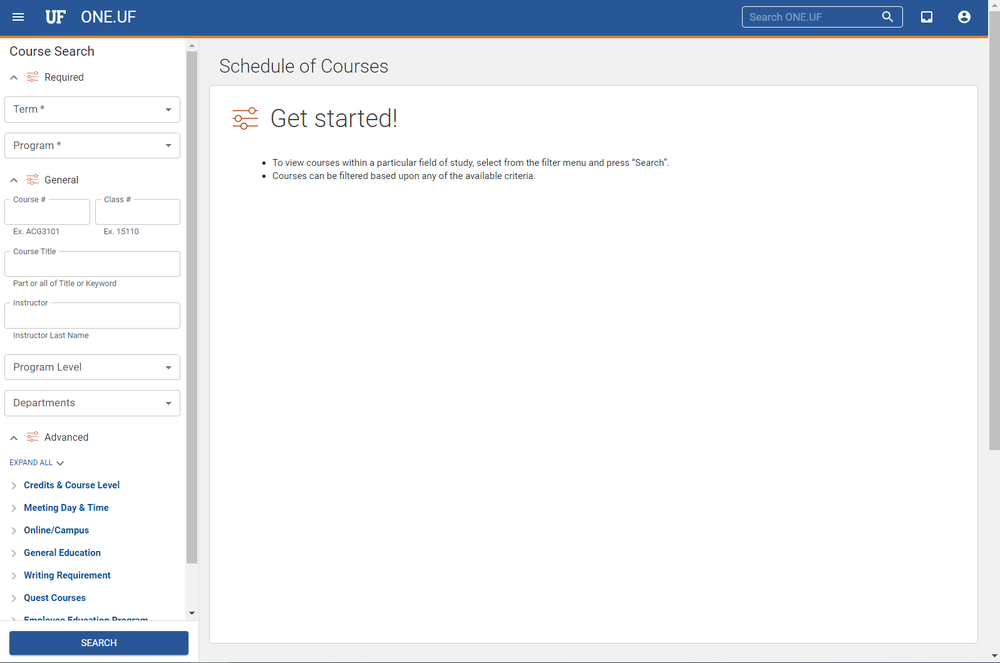 UF ONE.UF
Search ONE.UF
Course Search
Required
Term *
Program *
General
Course #
Class #
Ex. ACG3101
Ex. 15110
Course Title
Part or all of Title or Keyword
Instructor
Instructor Last Name
Program Level
Departments
Advanced
EXPAND ALL
Credits & Course Level
Meeting Day & Time
Online/Campus
General Education
Writing Requirement
Quest Courses
Employee Education Program
SEARCH
Schedule of Courses
Get started!
To view courses within a particular field of study, select from the filter menu and press “Search”.
Courses can be filtered based upon any of the available criteria.